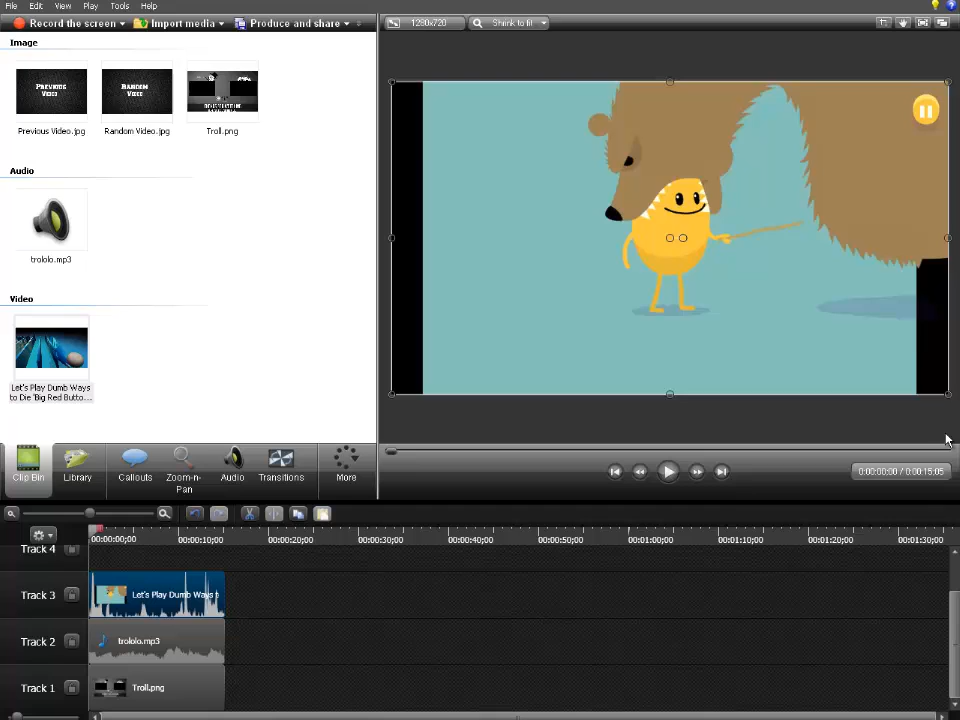 File Edit View Play Tools Help
Record the screen Import media Produce and share
1280x720 Shrink to fit
Image
PREVIOUS VIDEO
RANDOM VIDEO
Previous Video.jpg Random Video.jpg Troll.png
Audio
trololo.mp3
Video
Let's Play Dumb Ways
to Die 'Big Red Butto...
Clip Bin Library Callouts Zoom-n-Pan Audio Transitions More
0:00:00;00 / 0:00:15;05
00:00:00;00 00:00:10;00 00:00:20;00 00:00:30;00 00:00:40;00 00:00:50;00 00:01:00;00 00:01:10;00 00:01:20;00 00:01:30;00
Track 4
Track 3 Let's Play Dumb Ways
Track 2 trololo.mp3
Track 1 Troll.png